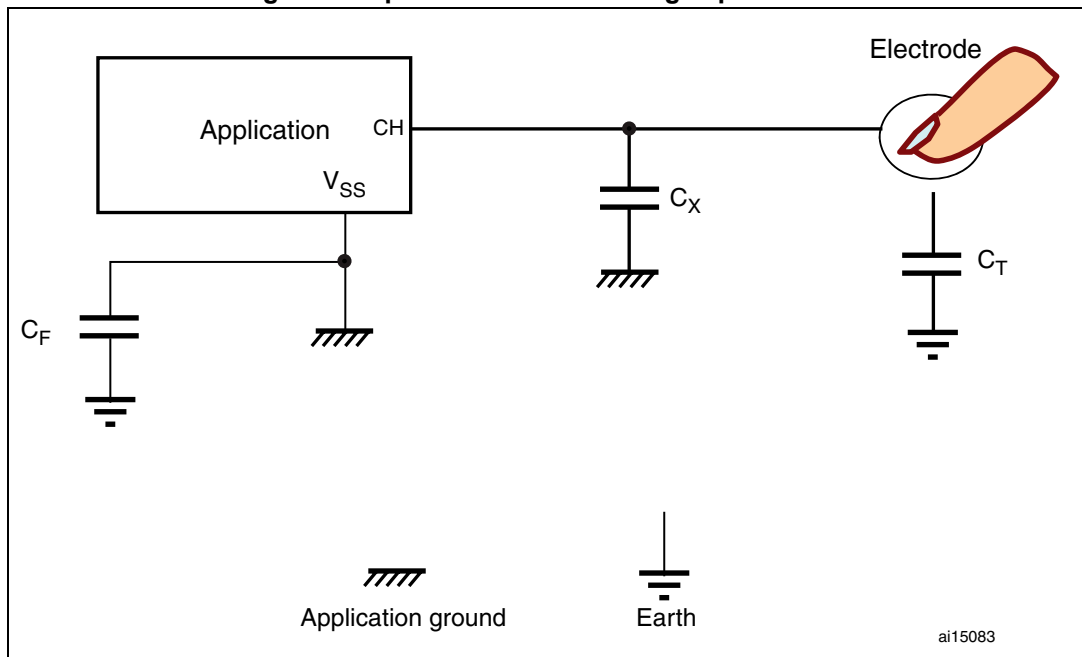 Electrode
Application
CH
V_SS
C_X
C_T
C_F
Application ground
Earth
ai15083